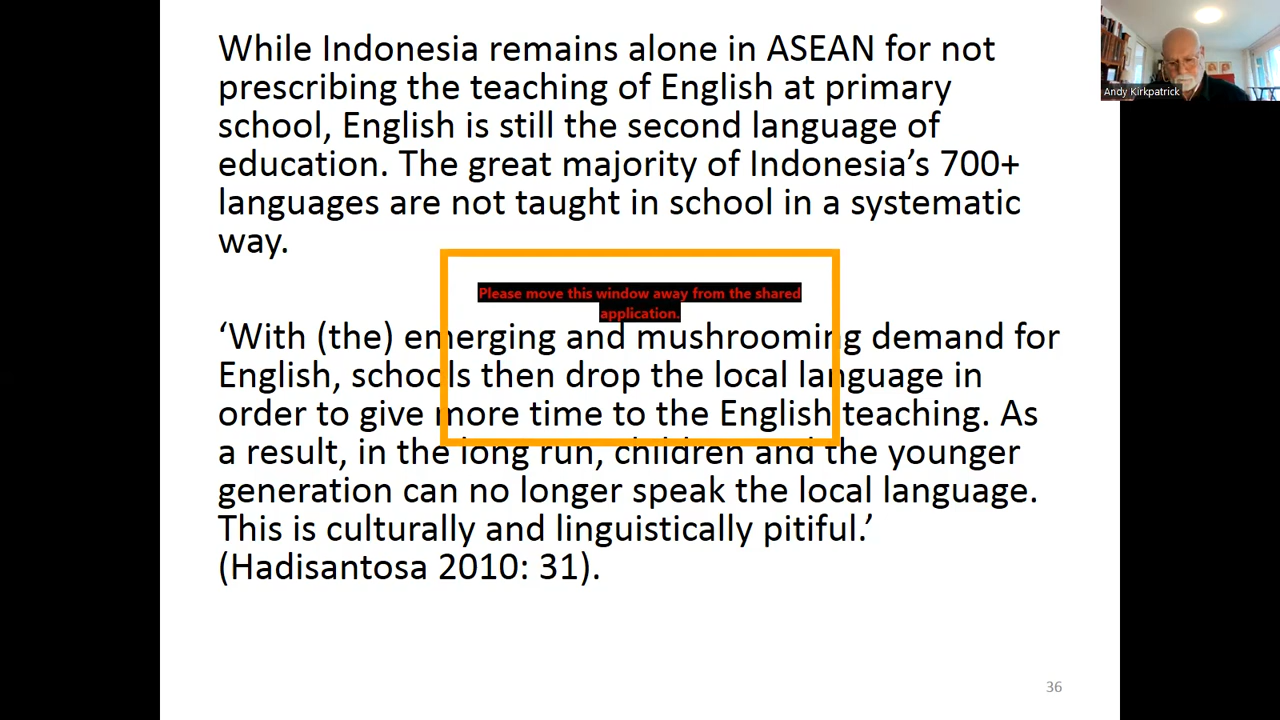 While Indonesia remains alone in ASEAN for not
prescribing the teaching of English at primary
school, English is still the second language of
education. The great majority of Indonesia’s 700+
languages are not taught in school in a systematic
way.
Please move this window away from the shared
application.
‘With (the) emerging and mushrooming demand for
English, schools then drop the local language in
order to give more time to the English teaching. As
a result, in the long run, children and the younger
generation can no longer speak the local language.
This is culturally and linguistically pitiful.’
(Hadisantosa 2010: 31).
36
Andy Kirkpatrick